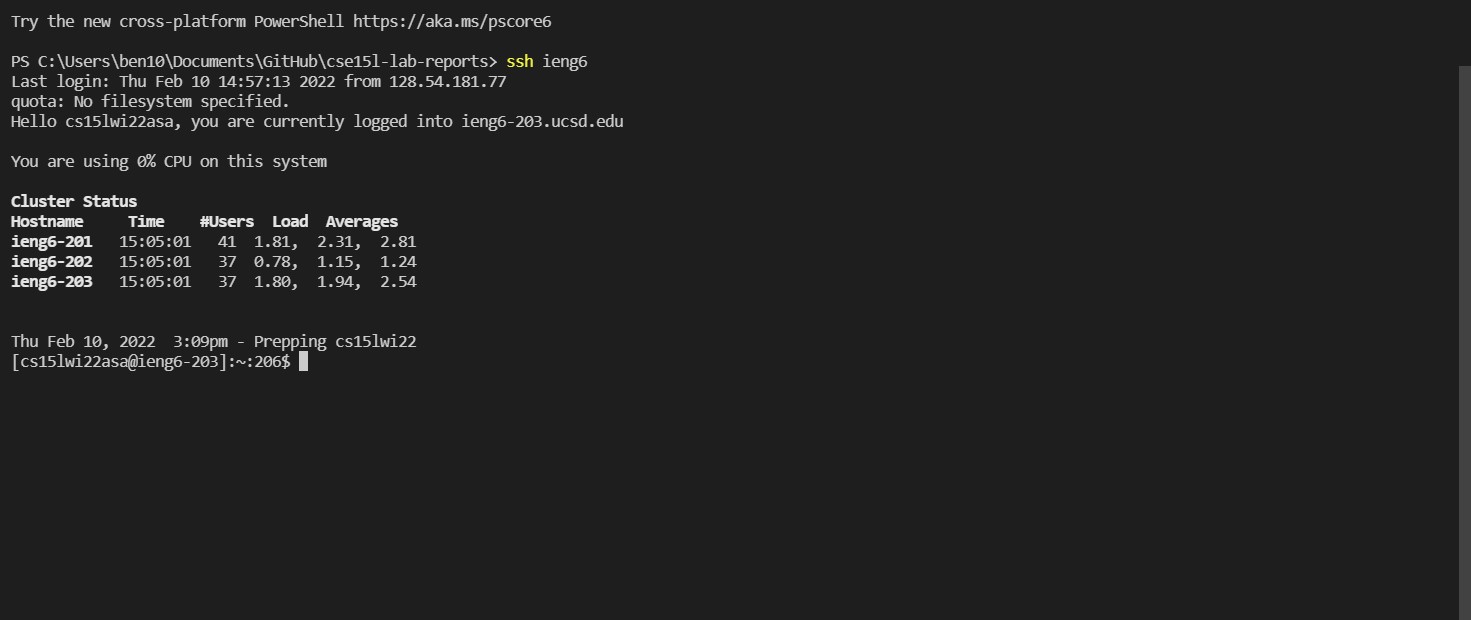 Try the new cross-platform PowerShell https://aka.ms/pscore6
PS C:\Users\ben10\Documents\GitHub\cse15l-lab-reports> ssh ieng6
Last login: Thu Feb 10 14:57:13 2022 from 128.54.181.77
quota: No filesystem specified.
Hello cs15lwi22asa, you are currently logged into ieng6-203.ucsd.edu
You are using 0% CPU on this system
Cluster Status
Hostname     Time    #Users  Load  Averages
ieng6-201   15:05:01   41  1.81,  2.31,  2.81
ieng6-202   15:05:01   37  0.78,  1.15,  1.24
ieng6-203   15:05:01   37  1.80,  1.94,  2.54
Thu Feb 10, 2022  3:09pm - Prepping cs15lwi22
[cs15lwi22asa@ieng6-203]:~:206$